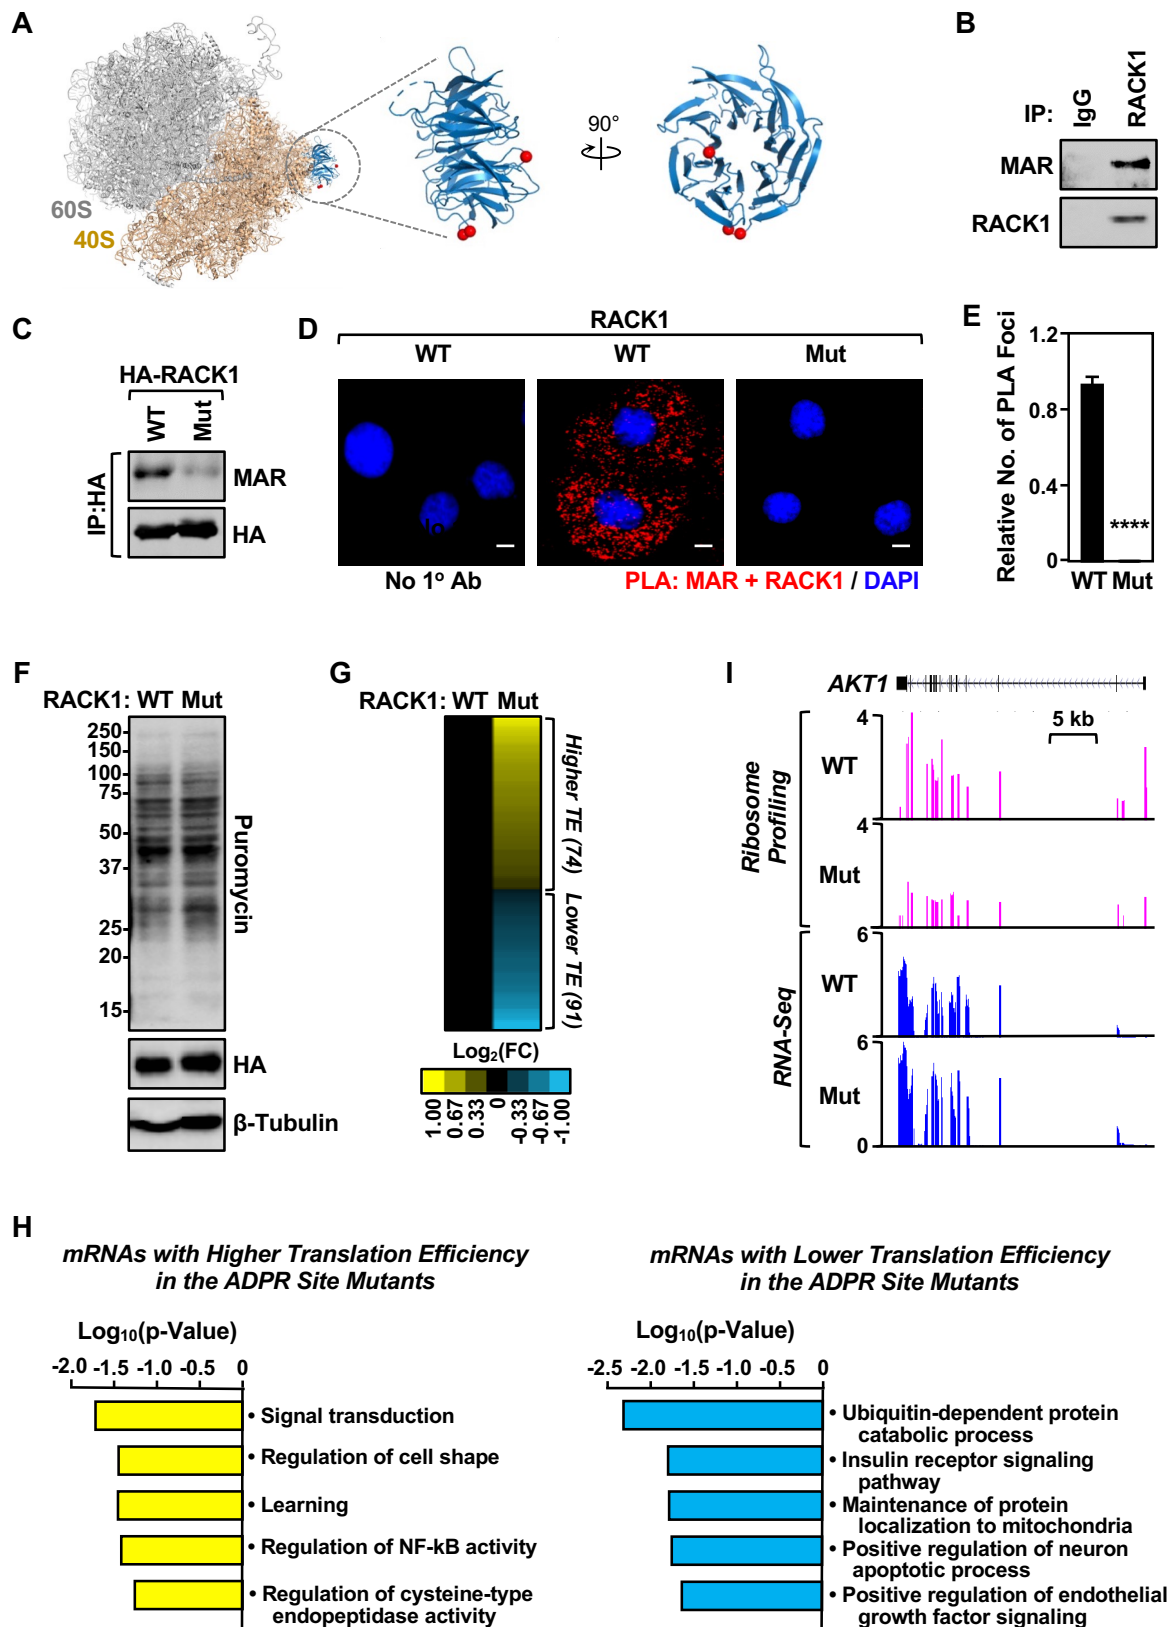 A
60S
40S
90°
B
IP:
IgG
RACK1
MAR
RACK1
C
HA-RACK1
WT
Mut
IP:HA
MAR
HA
D
RACK1
WT
WT
Mut
No 1º Ab
PLA: MAR + RACK1 / DAPI
E
Relative No. of PLA Foci
1.2
0.8
0.4
0
****
WT Mut
F
RACK1: WT Mut
250
150
100
75
50
37
25
20
15
Puromycin
HA
β-Tubulin
G
RACK1: WT Mut
Higher TE (74)
Lower TE (91)
Log2(FC)
1.00
0.67
0.33
0
-0.33
-0.67
-1.00
I
AKT1
5 kb
Ribosome
Profiling
4
WT
4
Mut
RNA-Seq
6
WT
6
Mut
0
H
mRNAs with Higher Translation Efficiency
in the ADPR Site Mutants
Log10(p-Value)
-2.0 -1.5 -1.0 -0.5 0
• Signal transduction
• Regulation of cell shape
• Learning
• Regulation of NF-kB activity
• Regulation of cysteine-type
endopeptidase activity
mRNAs with Lower Translation Efficiency
in the ADPR Site Mutants
Log10(p-Value)
-2.5 -2.0 -1.5 -1.0 -0.5 0
• Ubiquitin-dependent protein
catabolic process
• Insulin receptor signaling
pathway
• Maintenance of protein
localization to mitochondria
• Positive regulation of neuron
apoptotic process
• Positive regulation of endothelial
growth factor signaling